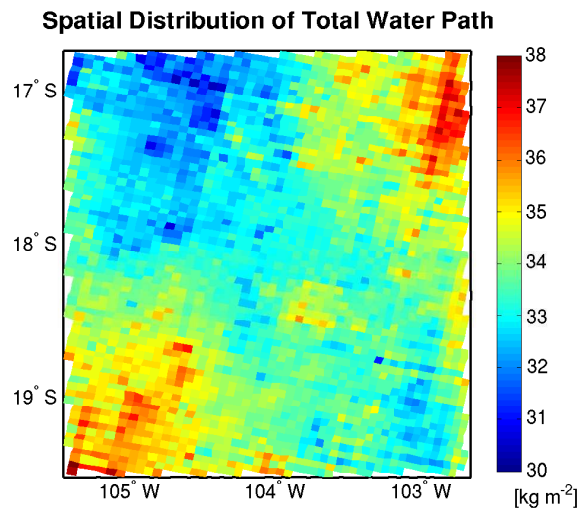 Spatial Distribution of Total Water Path
17° S
18° S
19° S
105° W
104° W
103° W
38
37
36
35
34
33
32
31
30
[kg m⁻²]